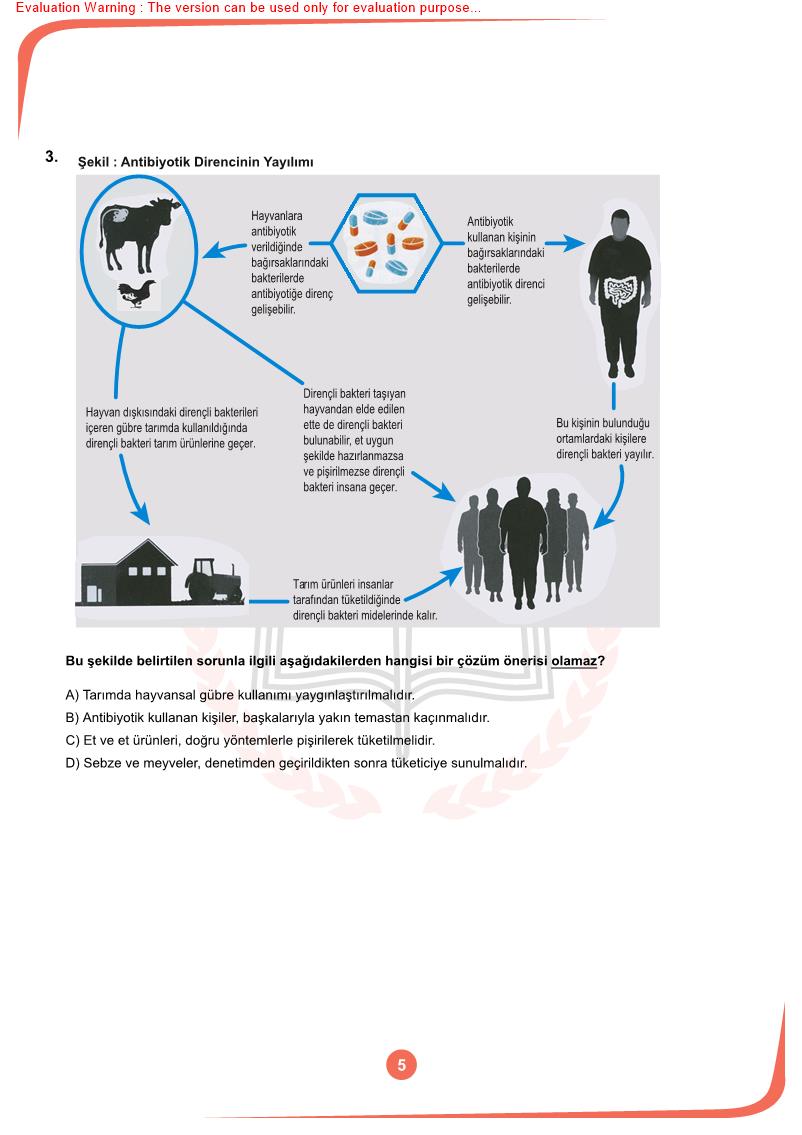 Evaluation Warning : The version can be used only for evaluation purpose...
3.
Şekil : Antibiyotik Direncinin Yayılımı
Hayvanlara
antibiyotik
verildiğinde
bağırsaklarındaki
bakterilerde
antibiyotiğe direnç
gelişebilir.
Antibiyotik
kullanan kişinin
bağırsaklarındaki
bakterilerde
antibiyotik direnci
gelişebilir.
Hayvan dışkısındaki dirençli bakterileri
içeren gübre tarımda kullanıldığında
dirençli bakteri tarım ürünlerine geçer.
Dirençli bakteri taşıyan
hayvandan elde edilen
ette de dirençli bakteri
bulunabilir, et uygun
şekilde hazırlanmazsa
ve pişirilmezse dirençli
bakteri insana geçer.
Bu kişinin bulunduğu
ortamlardaki kişilere
dirençli bakteri yayılır.
Tarım ürünleri insanlar
tarafından tüketildiğinde
dirençli bakteri midelerinde kalır.
Bu şekilde belirtilen sorunla ilgili aşağıdakilerden hangisi bir çözüm önerisi olamaz?
A) Tarımda hayvansal gübre kullanımı yaygınlaştırılmalıdır.
B) Antibiyotik kullanan kişiler, başkalarıyla yakın temastan kaçınmalıdır.
C) Et ve et ürünleri, doğru yöntemlerle pişirilerek tüketilmelidir.
D) Sebze ve meyveler, denetimden geçirildikten sonra tüketiciye sunulmalıdır.
5